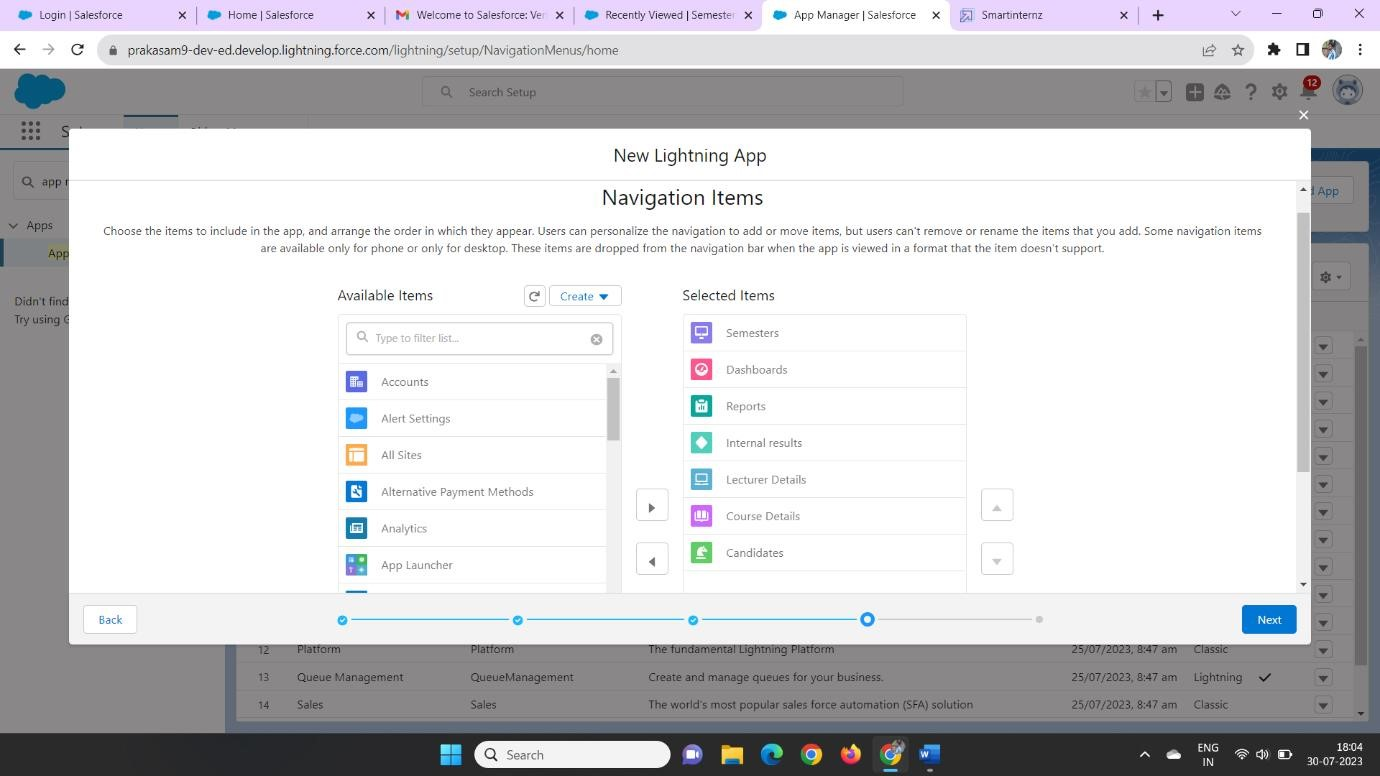 Login | Salesforce
Home | Salesforce
Welcome to Salesforce: Ver
Recently Viewed | Semester
App Manager | Salesforce
Smartinternz
prakasam9-dev-ed.develop.lightning.force.com/lightning/setup/NavigationMenus/home
Search Setup
12
New Lightning App
app
d App
Navigation Items
Apps
Choose the items to include in the app, and arrange the order in which they appear. Users can personalize the navigation to add or move items, but users can't remove or rename the items that you add. Some navigation items
are available only for phone or only for desktop. These items are dropped from the navigation bar when the app is viewed in a format that the item doesn't support.
App
Didn't find
Try using G
Available Items
Create
Selected Items
Type to filter list...
Accounts
Alert Settings
All Sites
Alternative Payment Methods
Analytics
App Launcher
Semesters
Dashboards
Reports
Internal results
Lecturer Details
Course Details
Candidates
Back
Next
12 Platform Platform The fundamental Lightning Platform 25/07/2023, 8:47 am Classic
13 Queue Management QueueManagement Create and manage queues for your business. 25/07/2023, 8:47 am Lightning
14 Sales Sales The world's most popular sales force automation (SFA) solution 25/07/2023, 8:47 am Classic
Search
ENG
IN
18:04
30-07-2023